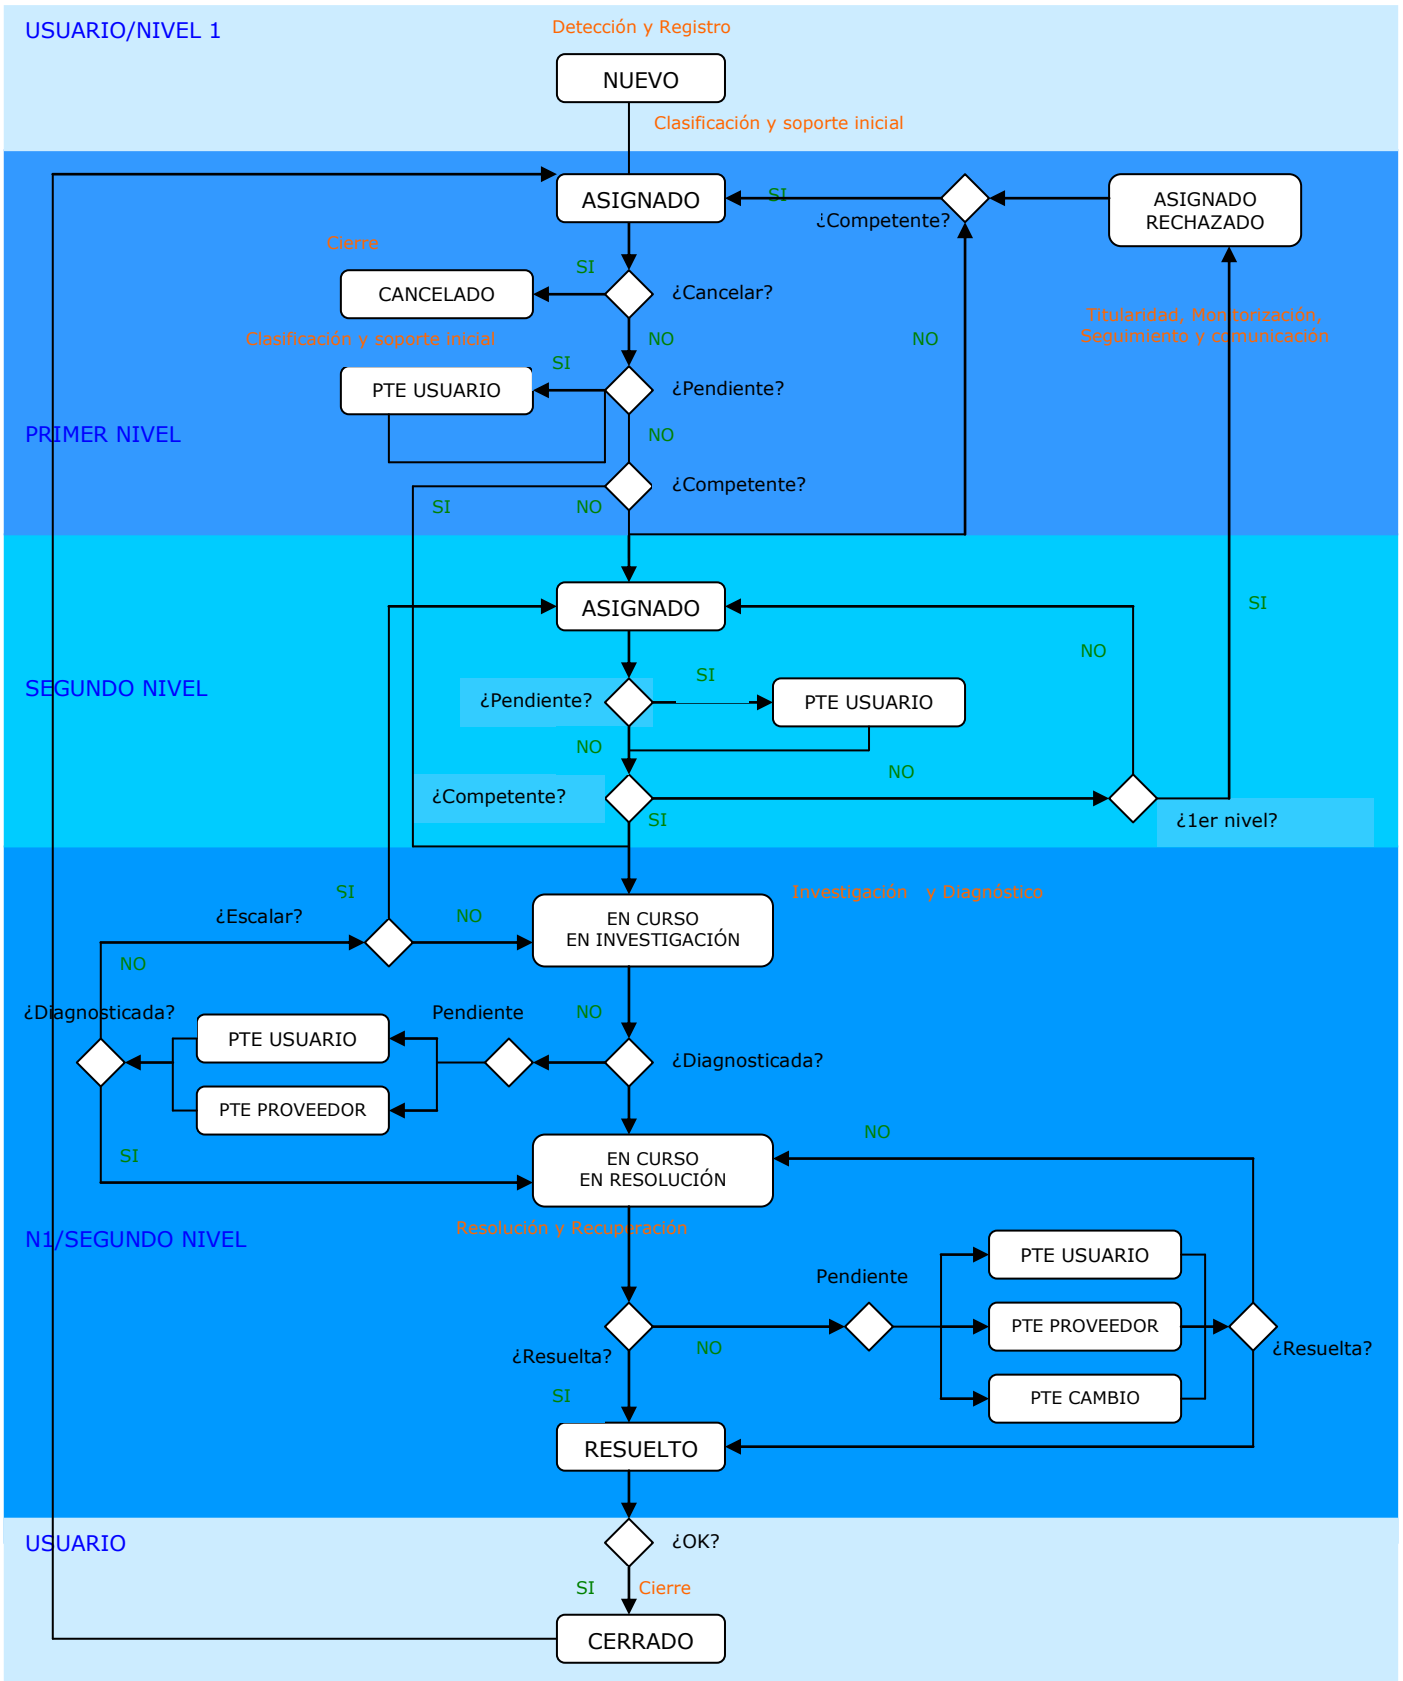 USUARIO/NIVEL 1
Detección y Registro
NUEVO
Clasificación y soporte inicial
ASIGNADO
SI
¿Competente?
ASIGNADO
RECHAZADO
Cierre
SI
CANCELADO
¿Cancelar?
Clasificación y soporte inicial
NO
NO
Titularidad, Monitorización,
Seguimiento y comunicación
SI
PTE USUARIO
¿Pendiente?
PRIMER NIVEL
NO
¿Competente?
SI
NO
ASIGNADO
SI
NO
SEGUNDO NIVEL
SI
¿Pendiente?
PTE USUARIO
NO
NO
¿Competente?
SI
¿1er nivel?
SI
Investigación y Diagnóstico
¿Escalar?
NO
EN CURSO
EN INVESTIGACIÓN
NO
¿Diagnosticada?
Pendiente
NO
PTE USUARIO
¿Diagnosticada?
PTE PROVEEDOR
NO
SI
EN CURSO
EN RESOLUCIÓN
Resolución y Recuperación
N1/SEGUNDO NIVEL
PTE USUARIO
Pendiente
PTE PROVEEDOR
¿Resuelta?
NO
¿Resuelta?
SI
PTE CAMBIO
RESUELTO
USUARIO
¿OK?
SI
Cierre
CERRADO